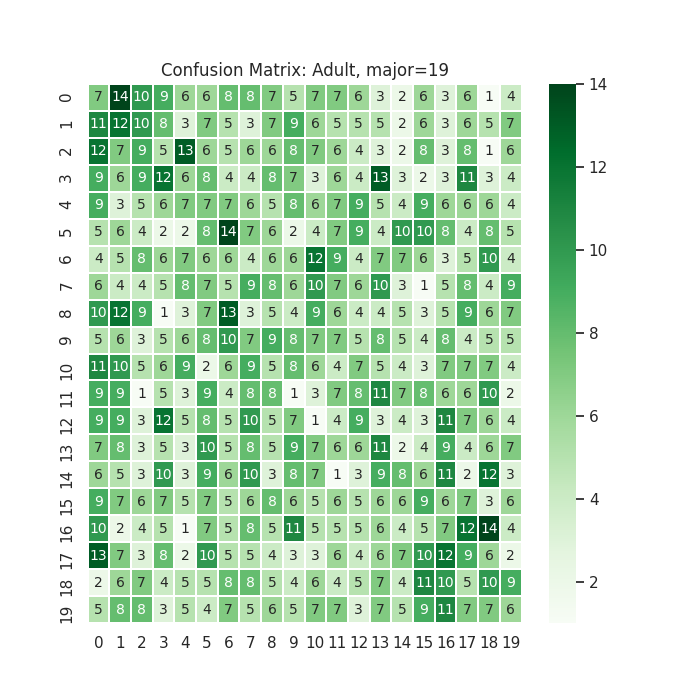 Confusion Matrix: Adult, major=19
0 7 14 10 9 6 6 8 8 7 5 7 7 6 3 2 6 3 6 1 4
1 11 12 10 8 3 7 5 3 7 9 6 5 5 5 2 6 3 6 5 7
2 12 7 9 5 13 6 5 6 6 8 7 6 4 3 2 8 3 8 1 6
3 9 6 9 12 6 8 4 4 8 7 3 6 4 13 3 2 3 11 3 4
4 9 3 5 6 7 7 7 6 5 8 6 7 9 5 4 9 6 6 6 4
5 5 6 4 2 2 8 14 7 6 2 4 7 9 4 10 10 8 4 8 5
6 4 5 8 6 7 6 6 4 6 6 12 9 4 7 7 6 3 5 10 4
7 6 4 4 5 8 7 5 9 8 6 10 7 6 10 3 1 5 8 4 9
8 10 12 9 1 3 7 13 3 5 4 9 6 4 4 5 3 5 9 6 7
9 5 6 3 5 6 8 10 7 9 8 7 7 5 8 5 4 8 4 5 5
10 11 10 5 6 9 2 6 9 5 8 6 4 7 5 4 3 7 7 7 4
11 9 9 1 5 3 9 4 8 8 1 3 7 8 11 7 8 6 6 10 2
12 9 9 3 12 5 8 5 10 5 7 1 4 9 3 4 3 11 7 6 4
13 7 8 3 5 3 10 5 8 5 9 7 6 6 11 2 4 9 4 6 7
14 6 5 3 10 3 9 6 10 3 8 7 1 3 9 8 6 11 2 12 3
15 9 7 6 7 5 7 5 6 8 6 5 6 5 6 6 9 6 7 3 6
16 10 2 4 5 1 7 5 8 5 11 5 5 5 6 4 5 7 12 14 4
17 13 7 3 8 2 10 5 5 4 3 3 6 4 6 7 10 12 9 6 2
18 2 6 7 4 5 5 8 8 5 4 6 4 5 7 4 11 10 5 10 9
19 5 8 8 3 5 4 7 5 6 5 7 7 3 7 5 9 11 7 7 6
0 1 2 3 4 5 6 7 8 9 10 11 12 13 14 15 16 17 18 19
14
12
10
8
6
4
2